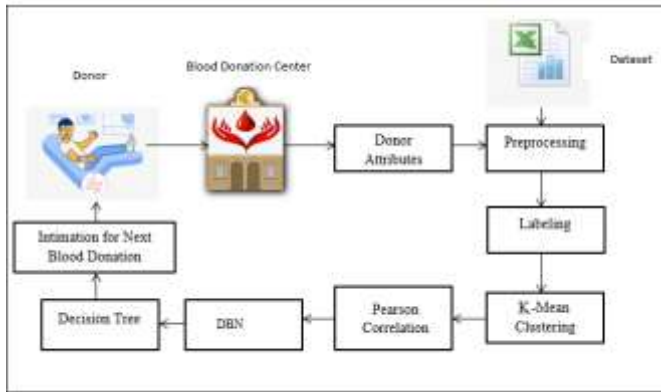 Donor
Blood Donation Center
Dataset
Donor
Attributes
Preprocessing
Labeling
K-Mean
Clustering
Pearson
Correlation
DBN
Decision Tree
Intimation for Next
Blood Donation